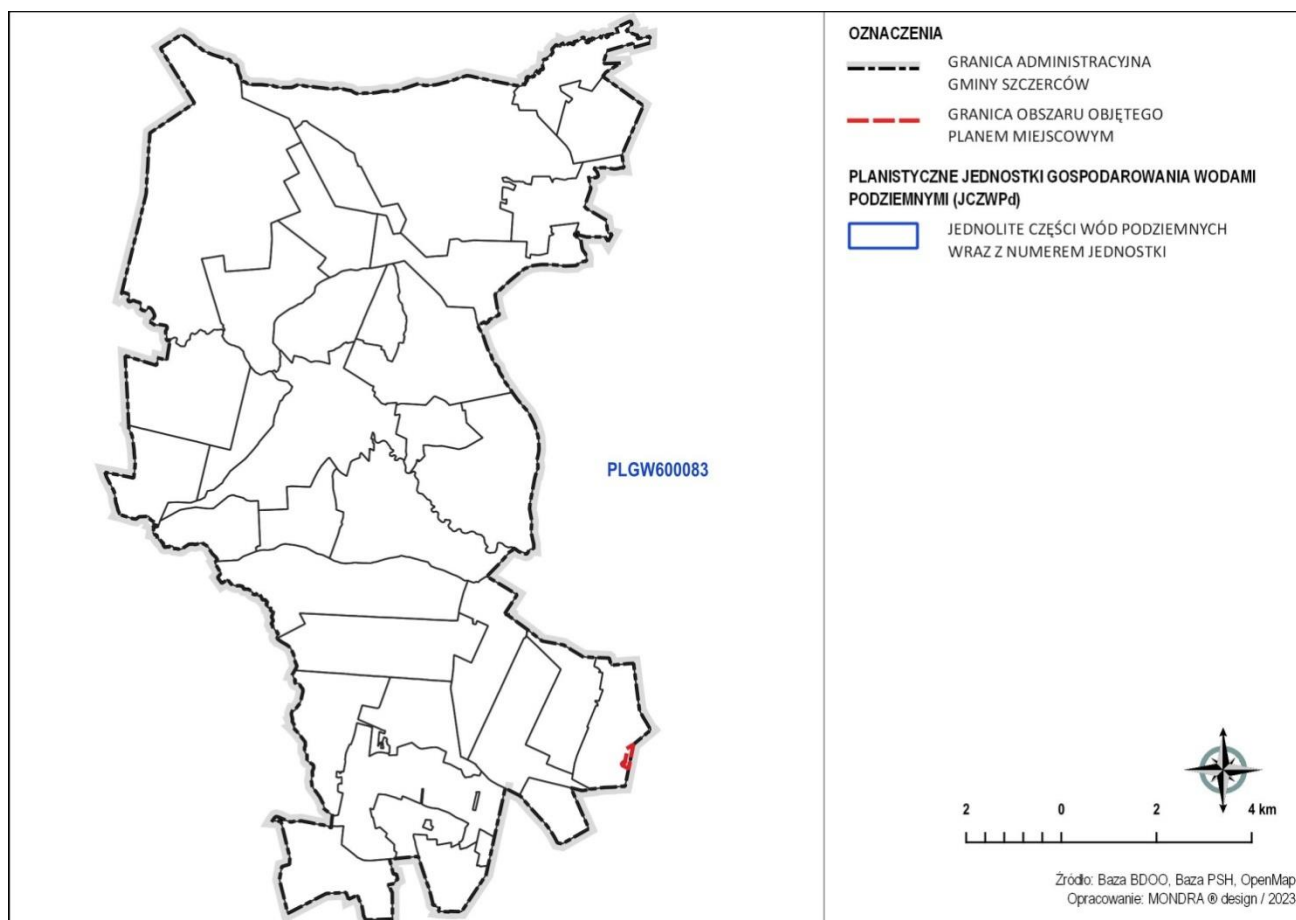 OZNACZENIA
GRANICA ADMINISTRACYJNA
GMINY SZCZERCÓW
GRANICA OBSZARU OBJĘTEGO
PLANEM MIEJSCOWYM
PLANISTYCZNE JEDNOSTKI GOSPODAROWANIA WODAMI
PODZIEMNYMI (JCZWPd)
JEDNOLITE CZĘŚCI WÓD PODZIEMNYCH
WRAZ Z NUMEREM JEDNOSTKI
PLGW600083
2 0 2 4 km
Źródło: Baza BDOO, Baza PSH, OpenMap
Opracowanie: MONDRA ® design / 2023